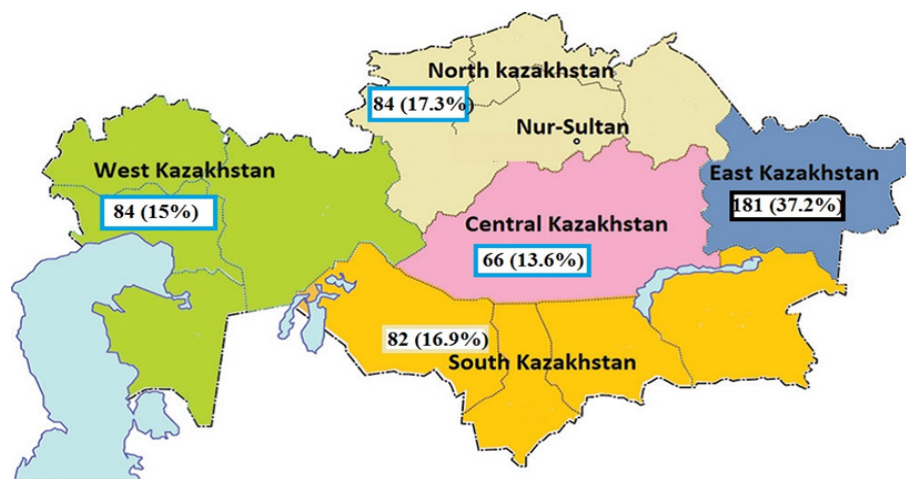 North kazakhstan
84 (17.3%)
Nur-Sultan
West Kazakhstan
84 (15%)
East Kazakhstan
181 (37.2%)
Central Kazakhstan
66 (13.6%)
82 (16.9%)
South Kazakhstan